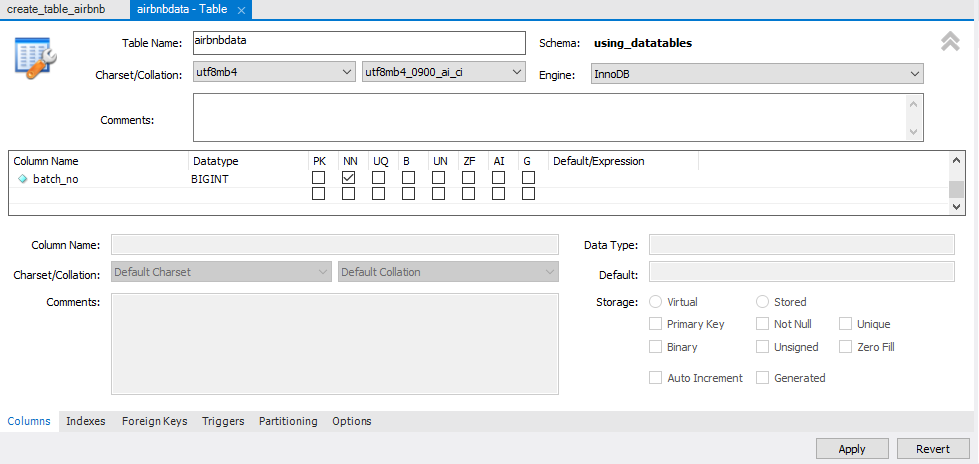 create_table_airbnb airbnbdata - Table ×
Table Name: airbnbdata Schema: using_datatables
Charset/Collation: utf8mb4 utf8mb4_0900_ai_ci Engine: InnoDB
Comments:
Column Name Datatype PK NN UQ B UN ZF AI G Default/Expression
batch_no BIGINT
Column Name: Data Type:
Charset/Collation: Default Charset Default Collation Default:
Comments: Storage: Virtual Stored
Primary Key Not Null Unique
Binary Unsigned Zero Fill
Auto Increment Generated
Columns Indexes Foreign Keys Triggers Partitioning Options
Apply Revert